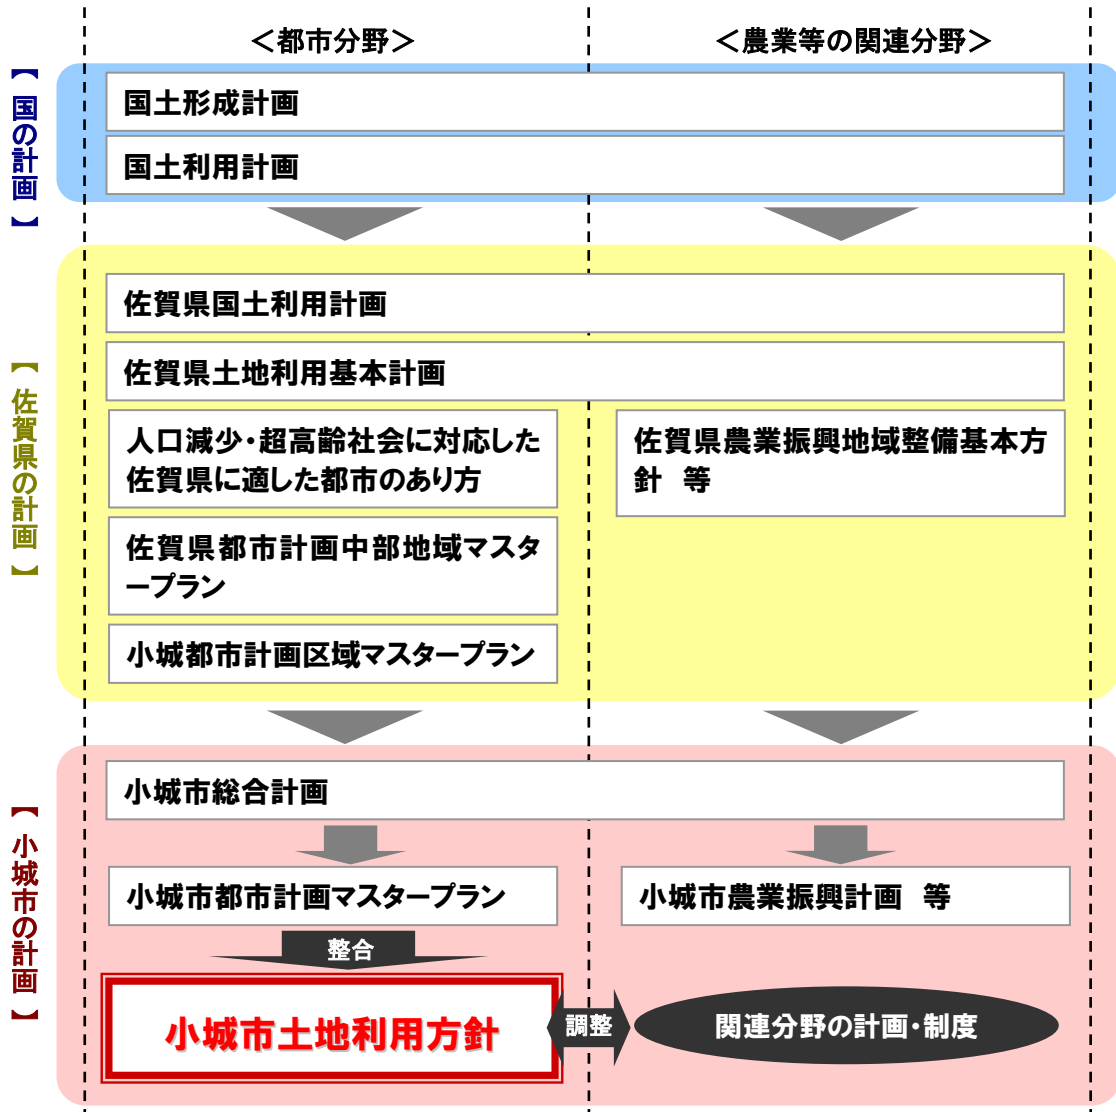 ＜都市分野＞
＜農業等の関連分野＞
【 国の計画 】
国土形成計画
国土利用計画
【 佐賀県の計画 】
佐賀県国土利用計画
佐賀県土地利用基本計画
人口減少・超高齢社会に対応した
佐賀県に適した都市のあり方
佐賀県都市計画中部地域マスタ
ープラン
小城都市計画区域マスタープラン
佐賀県農業振興地域整備基本方
針　等
【 小城市の計画 】
小城市総合計画
小城市都市計画マスタープラン
小城市農業振興計画　等
整合
小城市土地利用方針
調整
関連分野の計画・制度